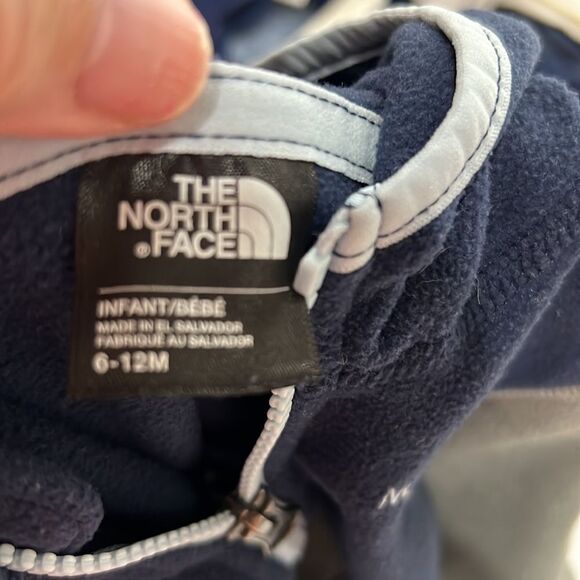 THE
NORTH
®FACE
INFANT/BÉBÉ
MADE IN EL SALVADOR
FABRIQUÉ AU SALVADOR
6-12M